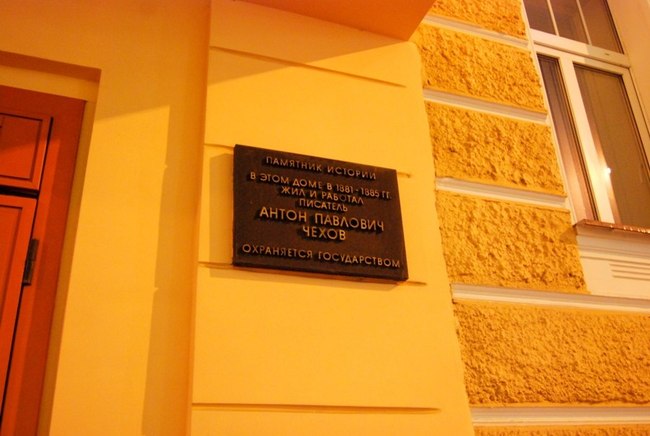 ПАМЯТНИК ИСТОРИИ
В ЭТОМ ДОМЕ В 1881-1885 ГГ.
ЖИЛ И РАБОТАЛ
ПИСАТЕЛЬ
АНТОН ПАВЛОВИЧ
ЧЕХОВ
ОХРАНЯЕТСЯ ГОСУДАРСТВОМ